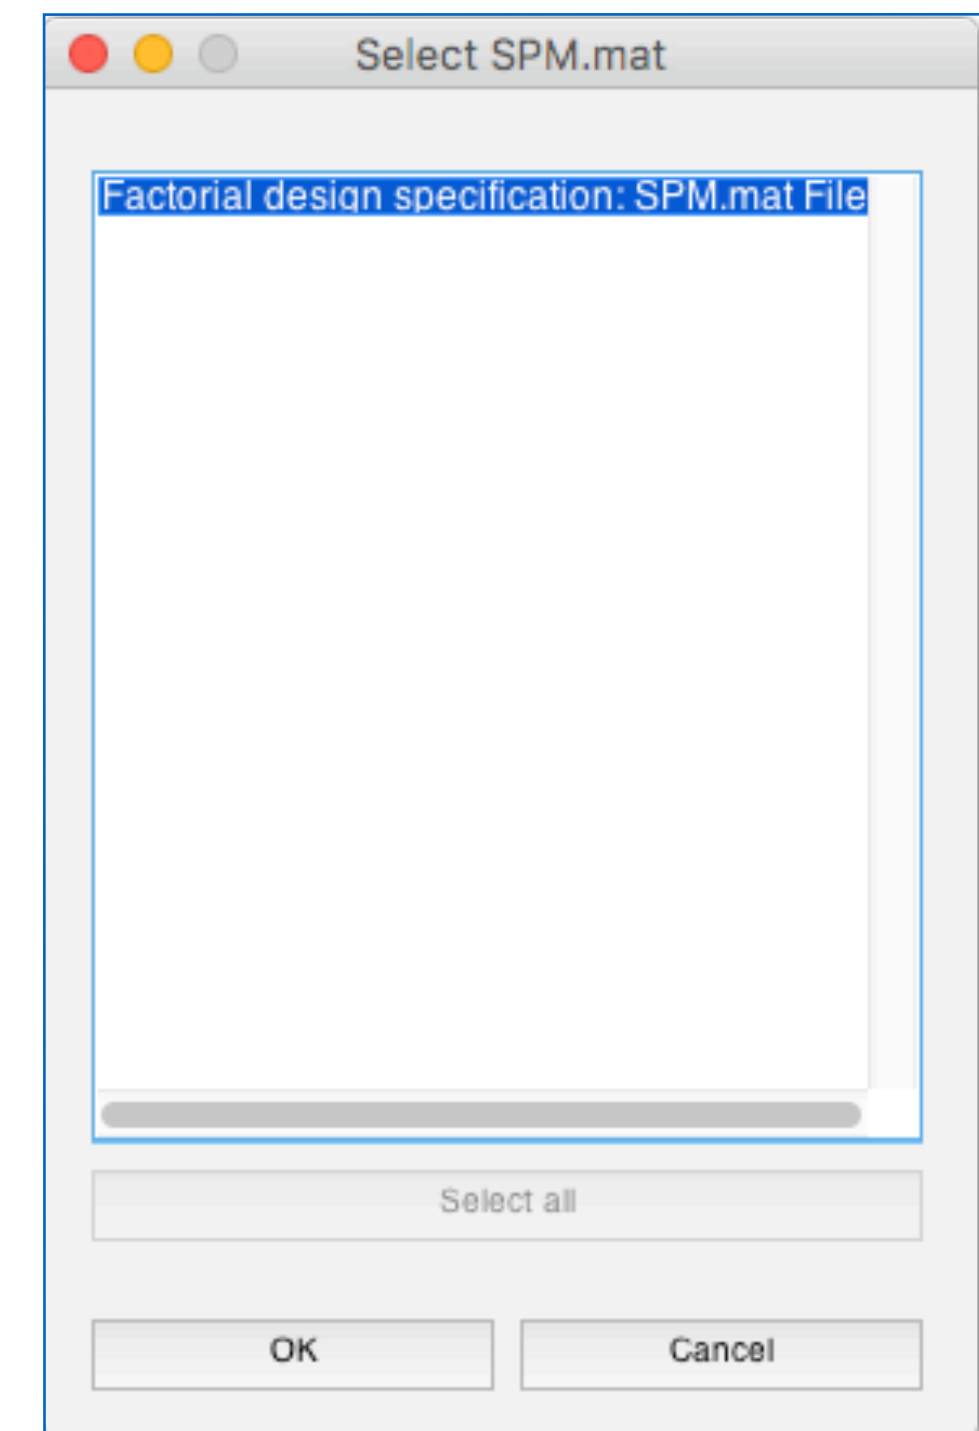 Select SPM.mat
Factorial design specification: SPM.mat File
Select all
OK
Cancel